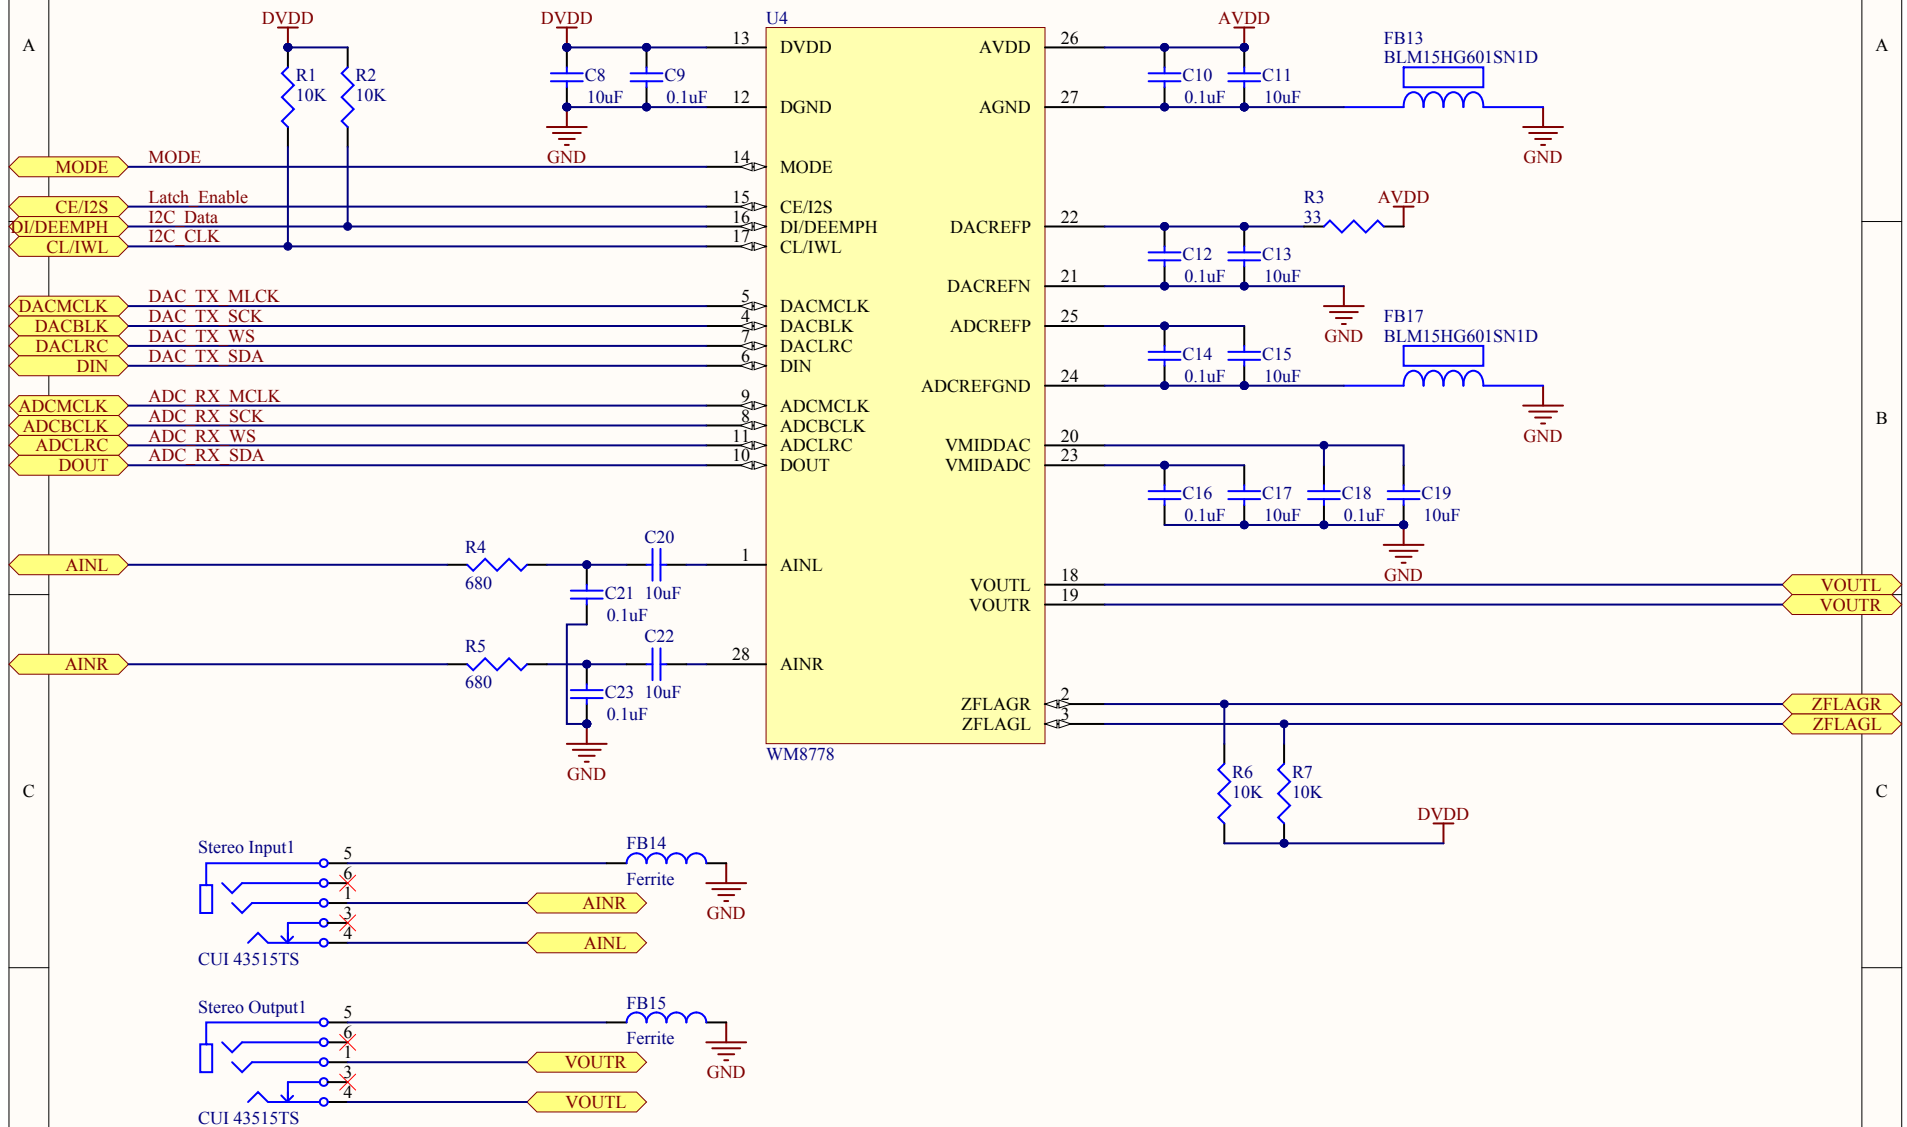 A
DVDD
R1
10K
R2
10K
DVDD
C8
10uF
C9
0.1uF
GND
U4
13
DVDD
12
DGND
AVDD
26
AGND
27
AVDD
C10
0.1uF
C11
10uF
FB13
BLM15HG601SN1D
GND
A
MODE
MODE
14
MODE
CE/I2S
Latch_Enable
15
CE/I2S
DI/DEEMPH
I2C_Data
16
DI/DEEMPH
CL/IWL
I2C_CLK
17
CL/IWL
DACREFP
22
C12
0.1uF
C13
10uF
R3
33
AVDD
DACREFN
21
GND
DACMCLK
DAC_TX_MLCK
5
DACMCLK
DACBLK
DAC_TX_SCK
4
DACBLK
DACLRC
DAC_TX_WS
7
DACLRC
DIN
DAC_TX_SDA
6
DIN
ADCREFP
25
C14
0.1uF
C15
10uF
FB17
BLM15HG601SN1D
ADCREFGND
24
GND
ADCMCLK
ADC_RX_MCLK
9
ADCMCLK
ADCBCLK
ADC_RX_SCK
8
ADCBCLK
ADCLRC
ADC_RX_WS
11
ADCLRC
DOUT
ADC_RX_SDA
10
DOUT
B
VMIDDAC
20
VMIDADC
23
C16
0.1uF
C17
10uF
C18
0.1uF
C19
10uF
GND
AINL
R4
680
C20
10uF
C21
0.1uF
1
AINL
VOUTL
18
VOUTL
VOUTR
19
VOUTR
AINR
R5
680
C22
10uF
C23
0.1uF
GND
28
AINR
ZFLAGR
2
ZFLAGR
ZFLAGL
3
ZFLAGL
WM8778
R6
10K
R7
10K
DVDD
C
C
Stereo Input1
5
6
1
3
4
CUI 43515TS
FB14
Ferrite
GND
AINR
AINL
Stereo Output1
5
6
1
3
4
CUI 43515TS
FB15
Ferrite
GND
VOUTR
VOUTL